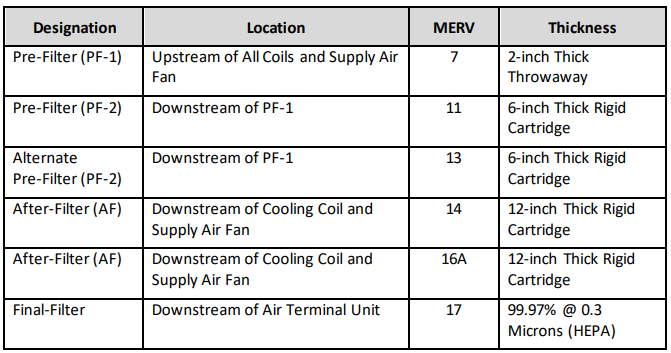 Designation Location MERV Thickness
Pre-Filter (PF-1) Upstream of All Coils and Supply Air 7 2-inch Thick
Fan Throwaway
Pre-Filter (PF-2) Downstream of PF-1 11 6-inch Thick Rigid
Cartridge
Alternate Downstream of PF-1 13 6-inch Thick Rigid
Pre-Filter (PF-2) Cartridge
After-Filter (AF) Downstream of Cooling Coil and 14 12-inch Thick Rigid
Supply Air Fan Cartridge
After-Filter (AF) Downstream of Cooling Coil and 16A 12-inch Thick Rigid
Supply Air Fan Cartridge
Final-Filter Downstream of Air Terminal Unit 17 99.97% @ 0.3
Microns (HEPA)